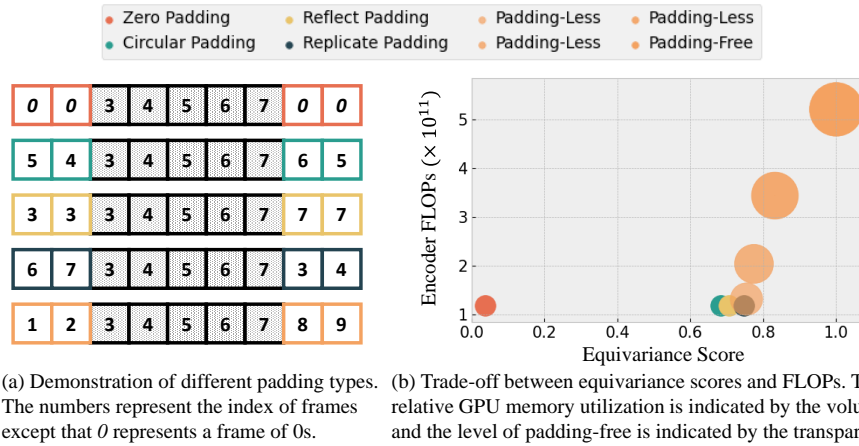 Zero Padding Reflect Padding Padding-Less Padding-Less
Circular Padding Replicate Padding Padding-Less Padding-Free
0 0 3 4 5 6 7 0 0
5 4 3 4 5 6 7 6 5
3 3 3 4 5 6 7 7 7
6 7 3 4 5 6 7 3 4
1 2 3 4 5 6 7 8 9
Encoder FLOPs (× 10¹¹)
5
4
3
2
1
0.0 0.2 0.4 0.6 0.8 1.0
Equivariance Score
(a) Demonstration of different padding types.
The numbers represent the index of frames
except that 0 represents a frame of 0s.
(b) Trade-off between equivariance scores and FLOPs.
relative GPU memory utilization is indicated by the
and the level of padding-free is indicated by the